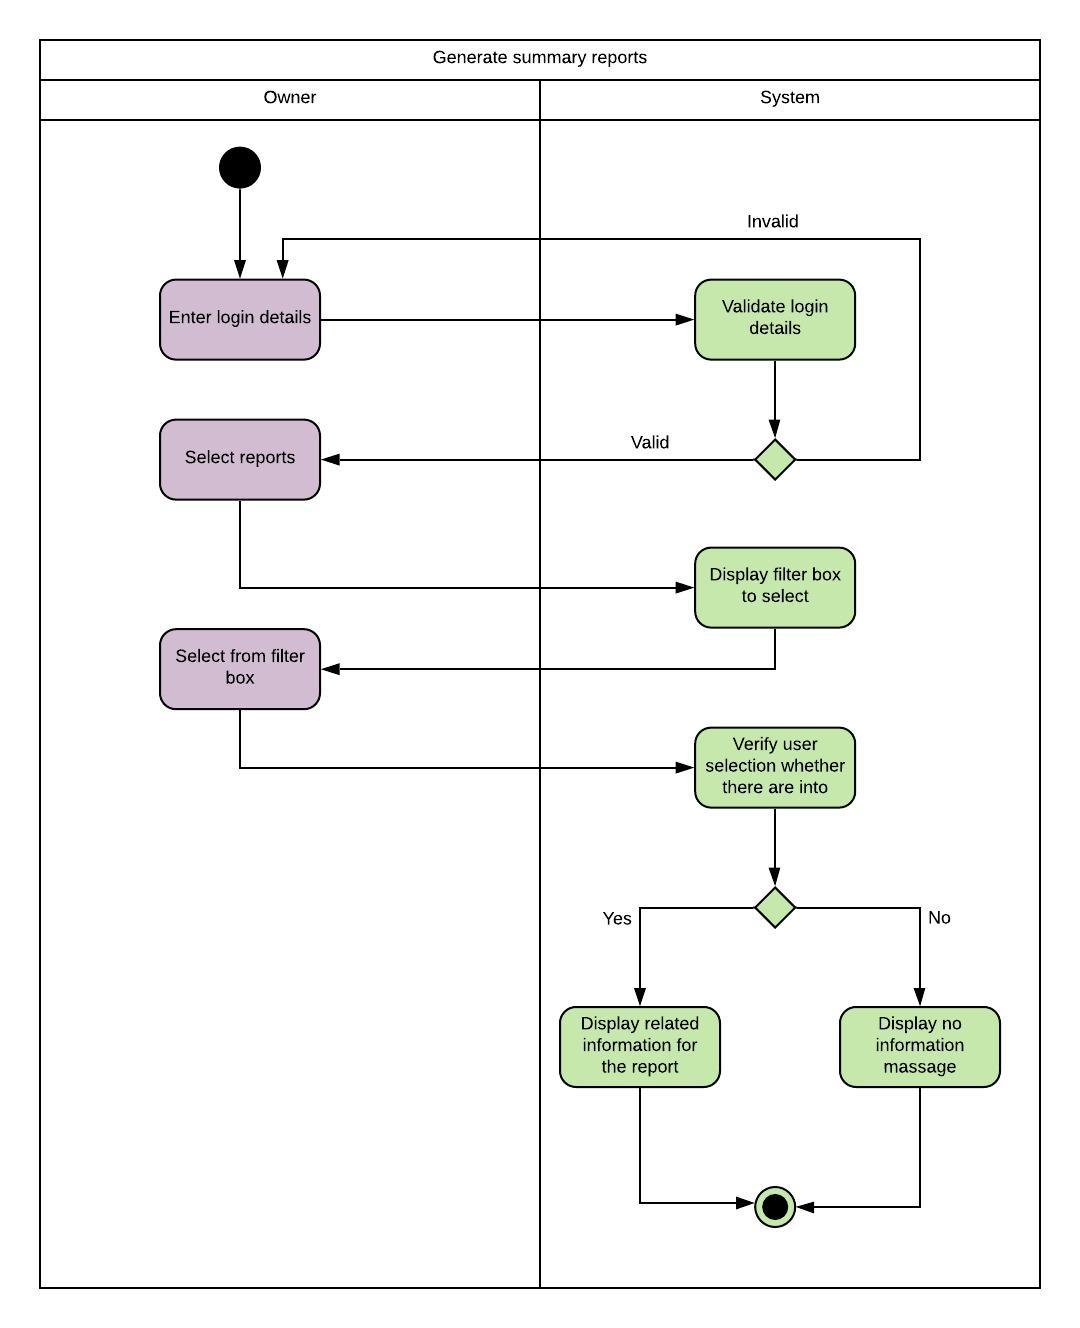 Generate summary reports
Owner
System
Invalid
Enter login details
Validate login
details
Valid
Select reports
Display filter box
to select
Select from filter
box
Verify user
selection whether
there are into
Yes
No
Display related
information for
the report
Display no
information
massage